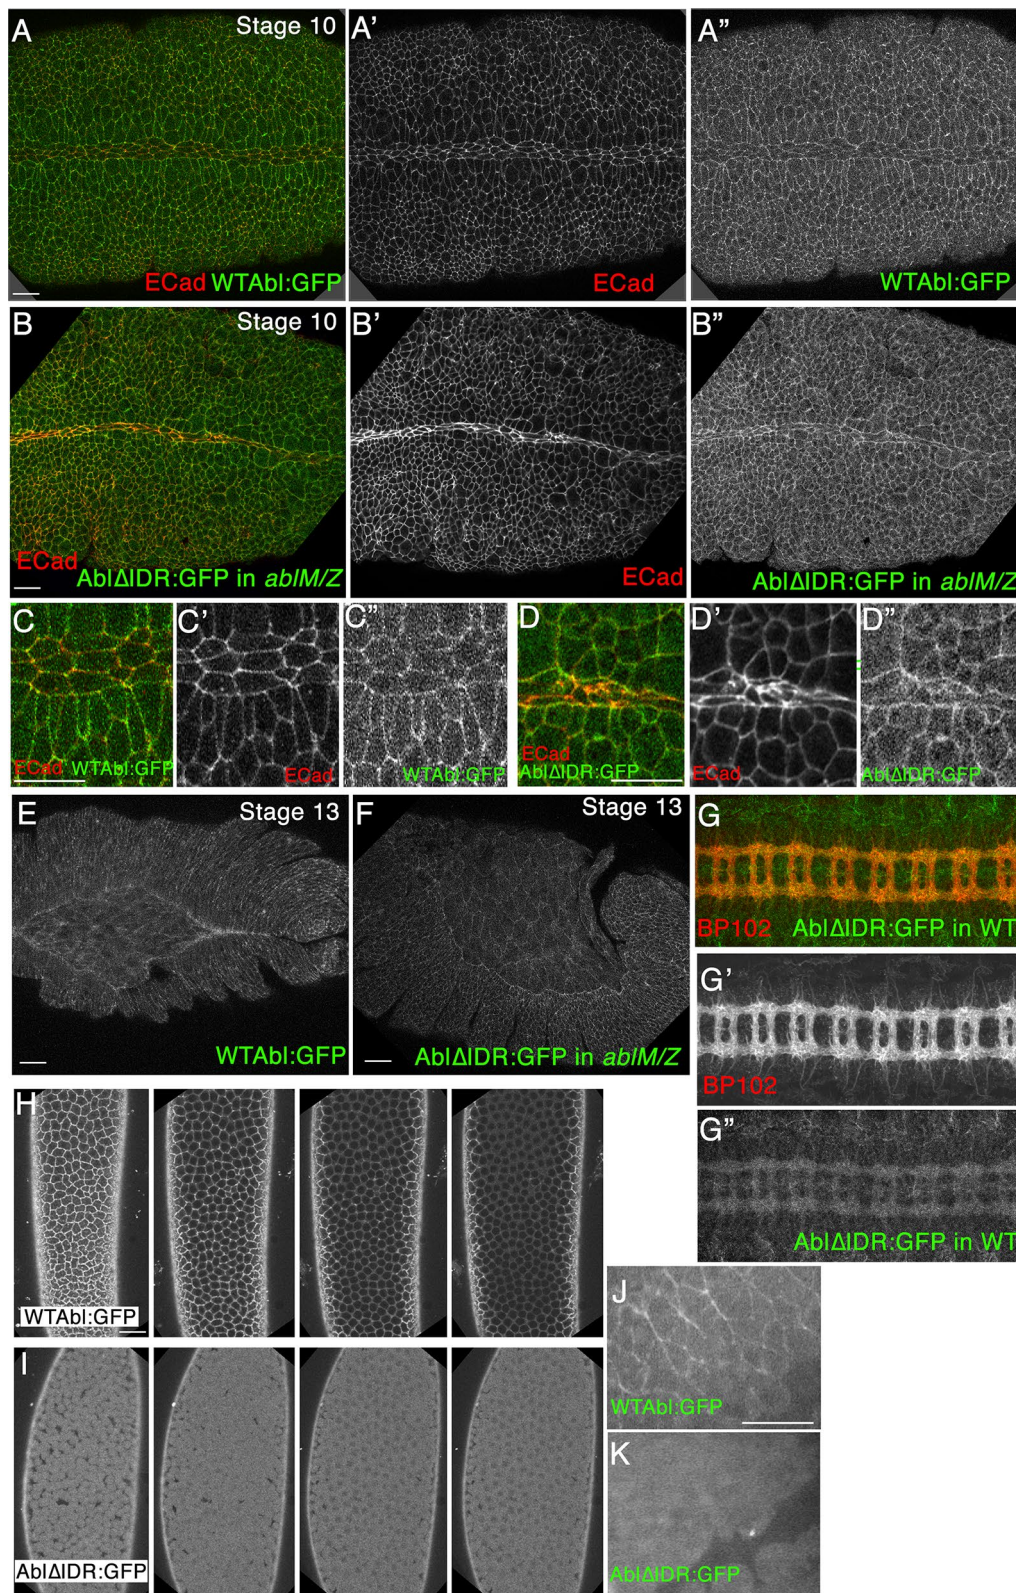 A
Stage 10
A'
A"
ECad WTAbl:GFP
ECad
WTAbl:GFP
B
Stage 10
B'
B"
ECad
AblΔIDR:GFP in ablM/Z
ECad
AblΔIDR:GFP in ablM/Z
C
C'
C"
D
D'
D"
ECad WTAbl:GFP
ECad
WTAbl:GFP
ECad
AblΔIDR:GFP
ECad
AblΔIDR:GFP
E
Stage 13
F
Stage 13
G
WTAbl:GFP
AblΔIDR:GFP in ablM/Z
BP102 AblΔIDR:GFP in WT
G'
BP102
G"
AblΔIDR:GFP in WT
H
WTAbl:GFP
I
AblΔIDR:GFP
J
WTAbl:GFP
K
AblΔIDR:GFP